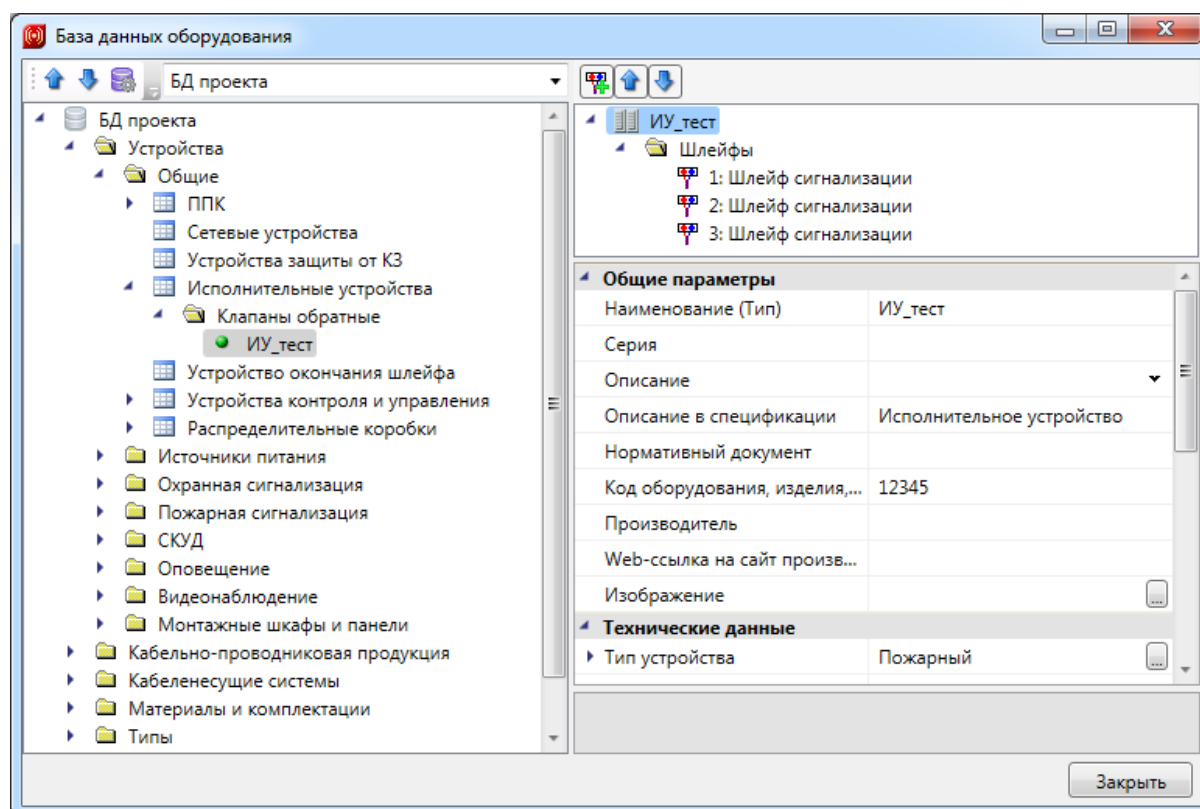 База данных оборудования
БД проекта
БД проекта
Устройства
Общие
ППК
Сетевые устройства
Устройства защиты от КЗ
Исполнительные устройства
Клапаны обратные
ИУ_тест
Устройство окончания шлейфа
Устройства контроля и управления
Распределительные коробки
Источники питания
Охранная сигнализация
Пожарная сигнализация
СКУД
Оповещение
Видеонаблюдение
Монтажные шкафы и панели
Кабельно-проводниковая продукция
Кабеленесущие системы
Материалы и комплектации
Типы
ИУ_тест
Шлейфы
1: Шлейф сигнализации
2: Шлейф сигнализации
3: Шлейф сигнализации
Общие параметры
Наименование (Тип) ИУ_тест
Серия
Описание
Описание в спецификации Исполнительное устройство
Нормативный документ
Код оборудования, изделия,... 12345
Производитель
Web-ссылка на сайт произв...
Изображение ...
Технические данные
Тип устройства Пожарный ...
Закрыть